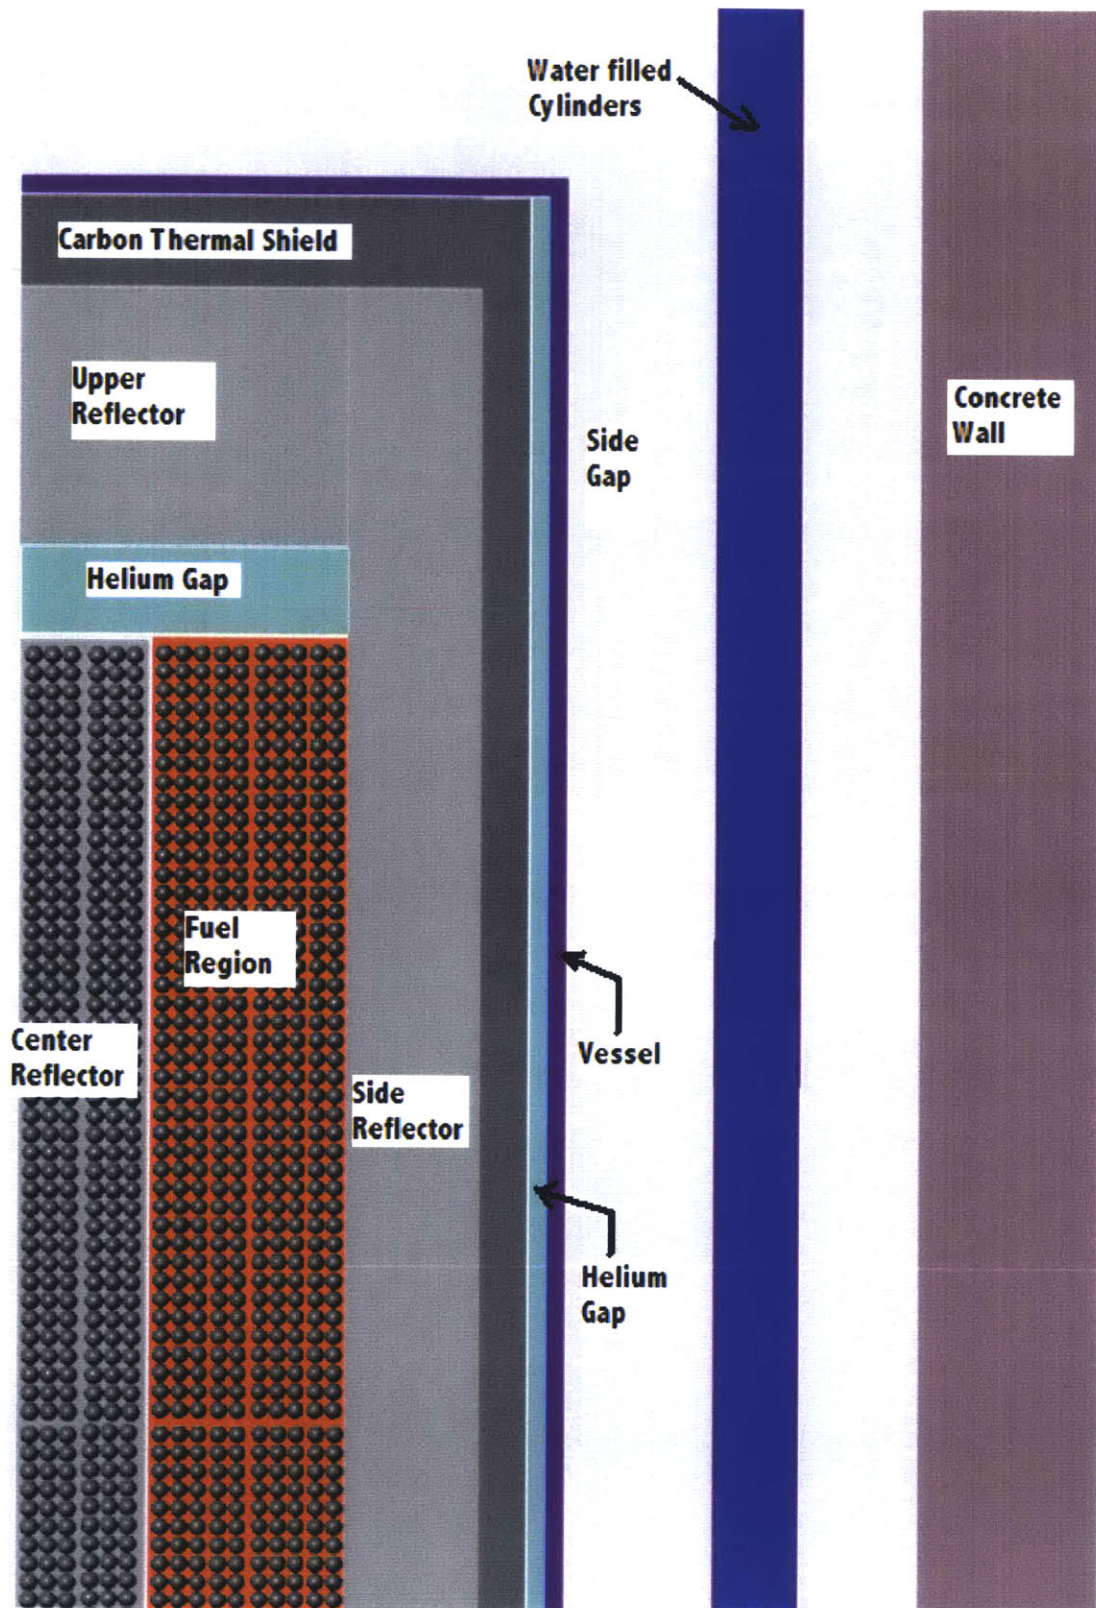 Water filled
Cylinders
Carbon Thermal Shield
Upper
Reflector
Concrete
Wall
Side
Gap
Helium Gap
Fuel
Region
Center
Reflector
Vessel
Side
Reflector
Helium
Gap